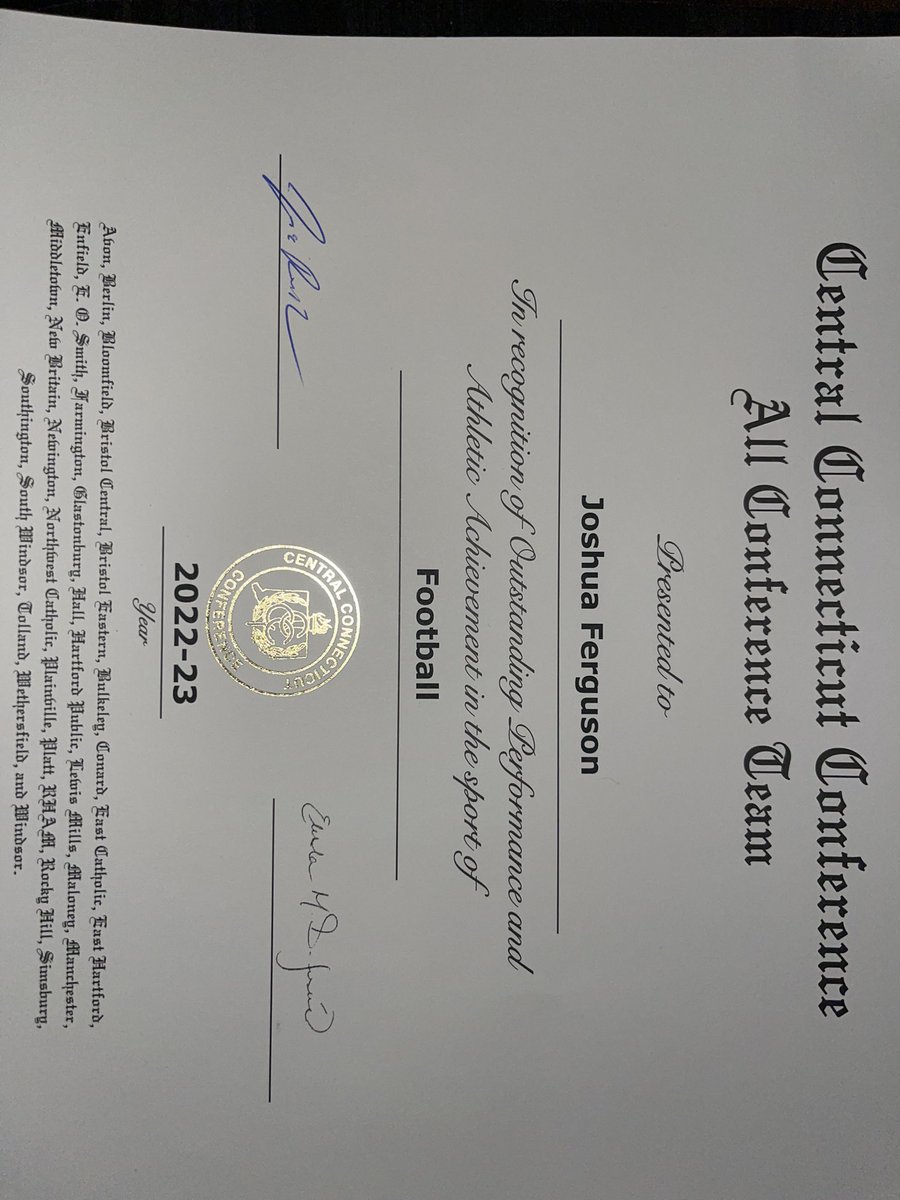 Central Connecticut Conference
All Conference Team
Presented to
Joshua Ferguson
In recognition of Outstanding Performance and
Athletic Achievement in the sport of
Football
CENTRAL CONNECTICUT
CONFERENCE
2022-23
Year
Avon, Berlin, Bloomfield, Bristol Central, Bristol Eastern, Bulkeley, Conard, East Catholic, East Hartford,
Enfield, E. O. Smith, Farmington, Glastonbury, Hall, Hartford Public, Lewis Mills, Maloney, Manchester,
Middletown, New Britain, Newington, Northwest Catholic, Plainville, Platt, RHAM, Rocky Hill, Simsbury,
Southington, South Windsor, Tolland, Wethersfield, and Windsor.